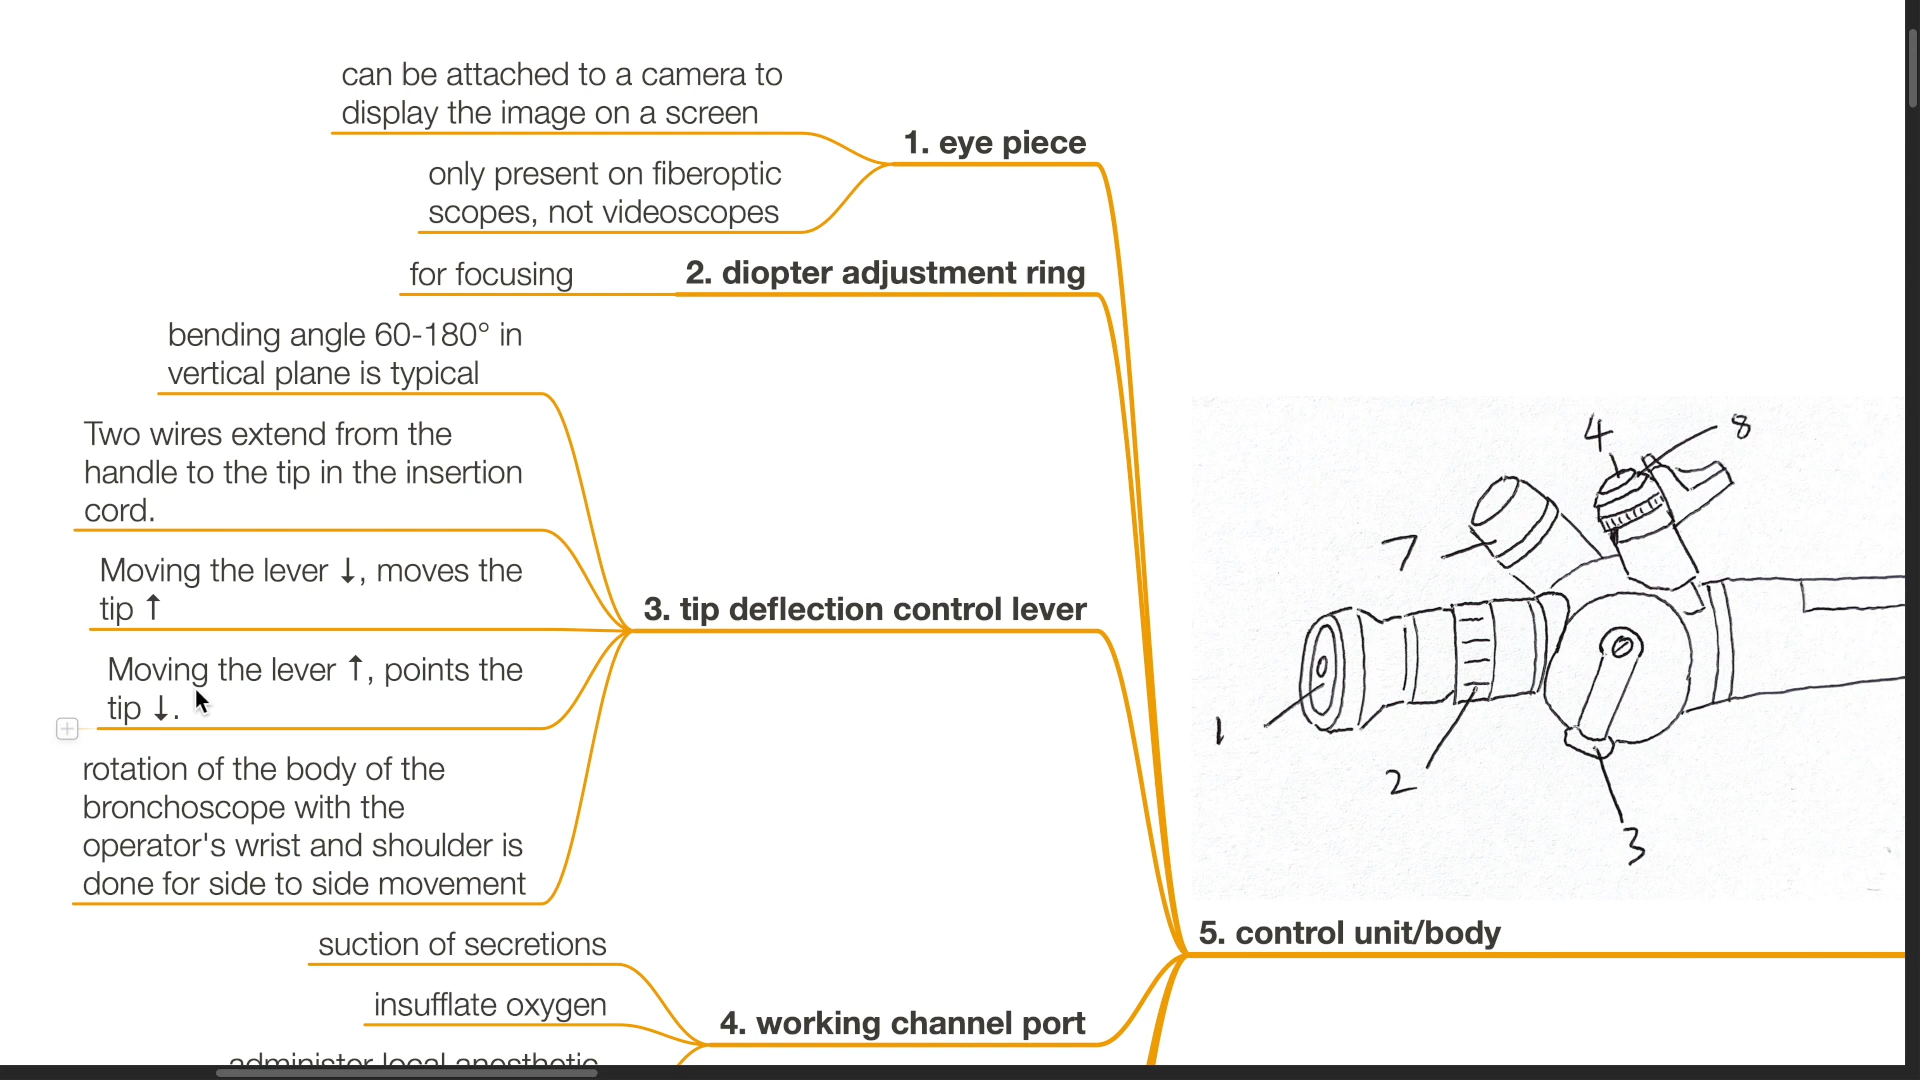 can be attached to a camera to
display the image on a screen
1. eye piece
only present on fiberoptic
scopes, not videoscopes
for focusing
2. diopter adjustment ring
bending angle 60-180° in
vertical plane is typical
Two wires extend from the
handle to the tip in the insertion
cord.
Moving the lever ↓, moves the
tip ↑
3. tip deflection control lever
Moving the lever ↑, points the
tip ↓.
rotation of the body of the
bronchoscope with the
operator's wrist and shoulder is
done for side to side movement
suction of secretions
insufflate oxygen
4. working channel port
administer local anesthetic
4
8
7
1
2
3
5. control unit/body